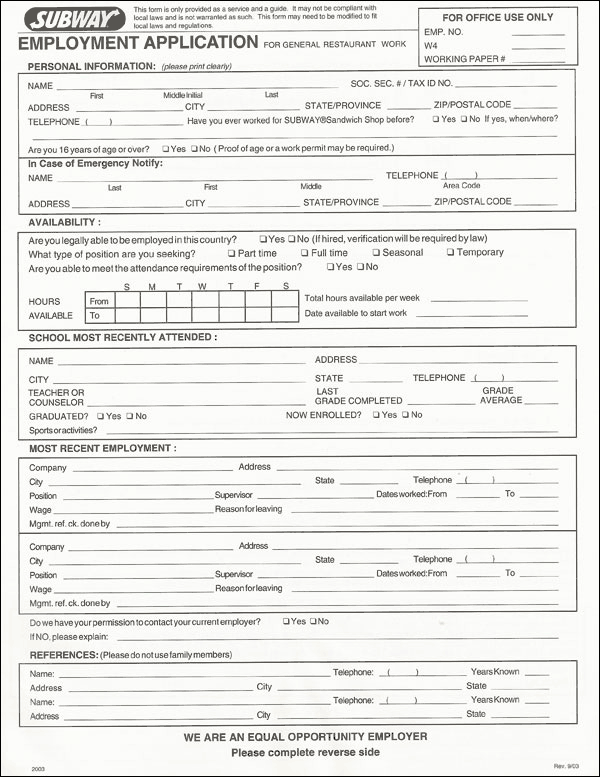 SUBWAY
This form is only provided as a service and a guide. It may not be compliant with
local laws and is not warranted as such. This form may need to be modified to fit
local laws and regulations.
EMPLOYMENT APPLICATION FOR GENERAL RESTAURANT WORK
FOR OFFICE USE ONLY
EMP. NO.
W4
WORKING PAPER #
PERSONAL INFORMATION: (please print clearly)
NAME SOC. SEC. # / TAX ID NO.
First Middle Initial Last
ADDRESS CITY STATE/PROVINCE ZIP/POSTAL CODE
TELEPHONE ( ) Have you ever worked for SUBWAY®Sandwich Shop before? ☐ Yes ☐ No If yes, when/where?
Are you 16 years of age or over? ☐ Yes ☐ No (Proof of age or a work permit may be required.)
In Case of Emergency Notify:
NAME TELEPHONE ( )
Last First Middle Area Code
ADDRESS CITY STATE/PROVINCE ZIP/POSTAL CODE
AVAILABILITY :
Are you legally able to be employed in this country? ☐ Yes ☐ No (If hired, verification will be required by law)
What type of position are you seeking? ☐ Part time ☐ Full time ☐ Seasonal ☐ Temporary
Are you able to meet the attendance requirements of the position? ☐ Yes ☐ No
S M T W T F S
HOURS From Total hours available per week
AVAILABLE To Date available to start work
SCHOOL MOST RECENTLY ATTENDED :
NAME ADDRESS
CITY STATE TELEPHONE ( )
TEACHER OR LAST GRADE
COUNSELOR GRADE COMPLETED AVERAGE
GRADUATED? ☐ Yes ☐ No NOW ENROLLED? ☐ Yes ☐ No
Sports or activities?
MOST RECENT EMPLOYMENT :
Company Address
City State Telephone ( )
Position Supervisor Dates worked: From To
Wage Reason for leaving
Mgmt. ref. ck. done by
Company Address
City State Telephone ( )
Position Supervisor Dates worked: From To
Wage Reason for leaving
Mgmt. ref. ck. done by
Do we have your permission to contact your current employer? ☐ Yes ☐ No
If NO, please explain:
REFERENCES: (Please do not use family members)
Name: Telephone: ( ) Years Known
Address City State
Name: Telephone: ( ) Years Known
Address City State
WE ARE AN EQUAL OPPORTUNITY EMPLOYER
Please complete reverse side
2003 Rev. 9/03